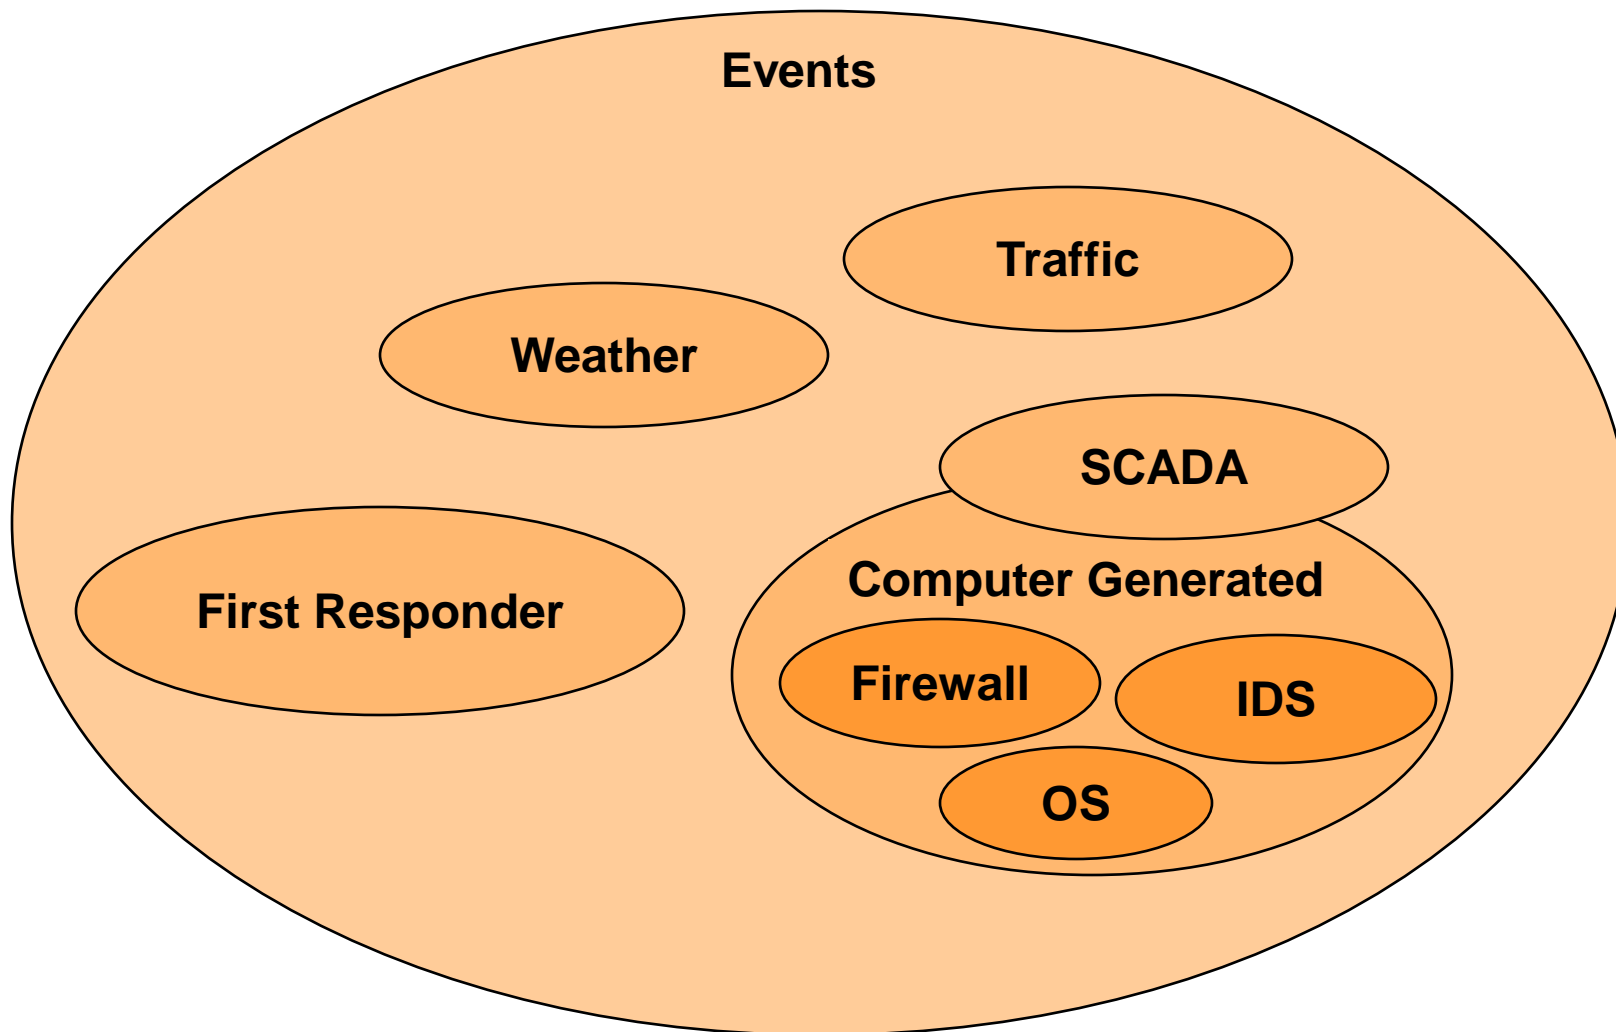 Events
Traffic
Weather
SCADA
Computer Generated
First Responder
Firewall
IDS
OS